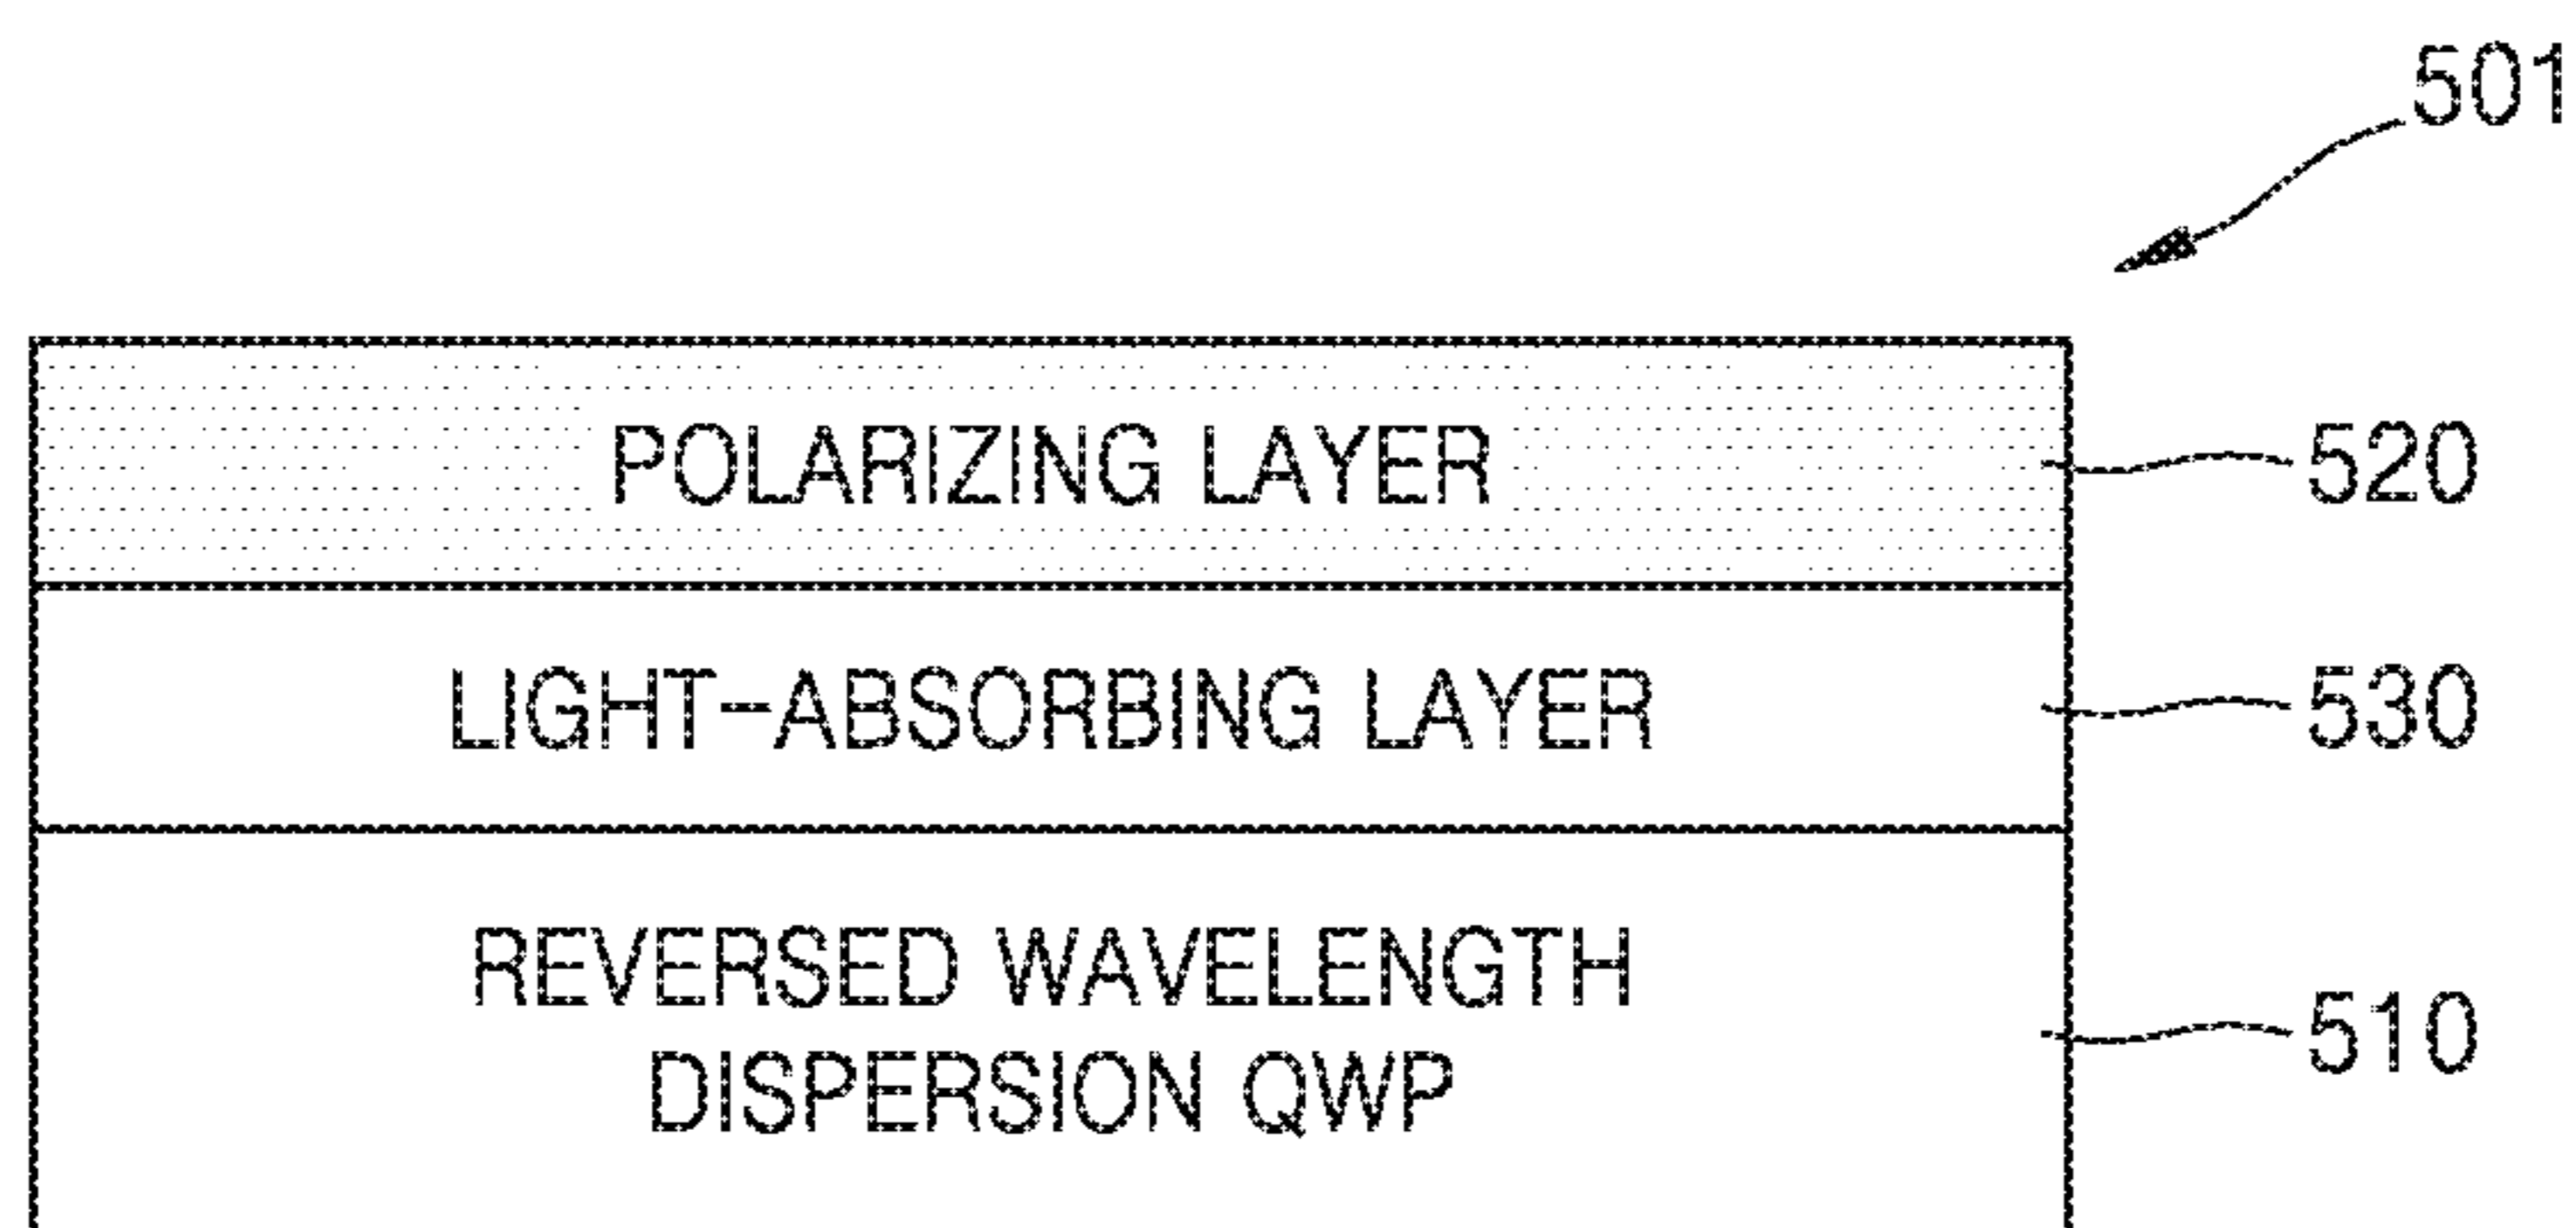 501
POLARIZING LAYER
520
LIGHT-ABSORBING LAYER
530
REVERSED WAVELENGTH
DISPERSION QWP
510